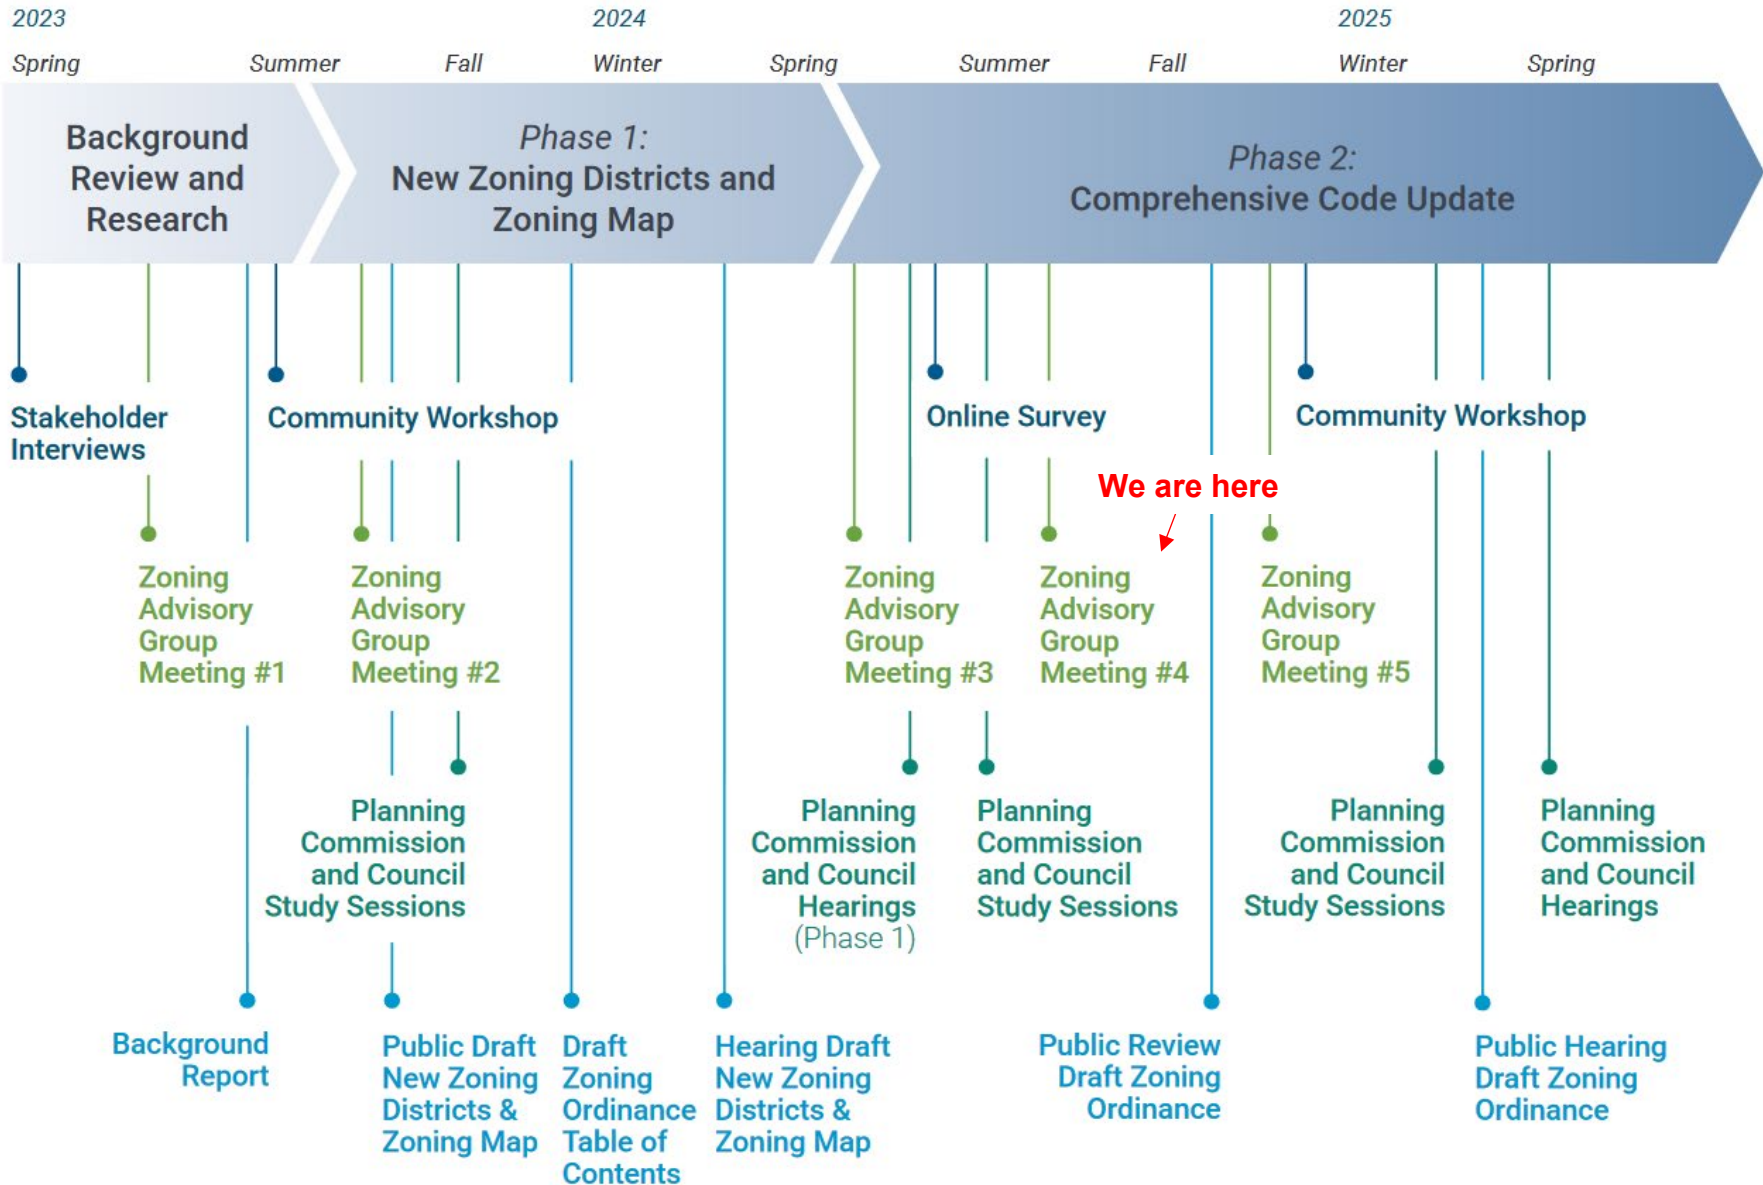 2023
2024
2025
Spring
Summer
Fall
Winter
Spring
Summer
Fall
Winter
Spring
Background
Review and
Research
Phase 1:
New Zoning Districts and
Zoning Map
Phase 2:
Comprehensive Code Update
Stakeholder
Interviews
Community Workshop
Online Survey
Community Workshop
We are here
Zoning
Advisory
Group
Meeting #1
Zoning
Advisory
Group
Meeting #2
Zoning
Advisory
Group
Meeting #3
Zoning
Advisory
Group
Meeting #4
Zoning
Advisory
Group
Meeting #5
Planning
Commission
and Council
Study Sessions
Planning
Commission
and Council
Hearings
(Phase 1)
Planning
Commission
and Council
Study Sessions
Planning
Commission
and Council
Study Sessions
Planning
Commission
and Council
Hearings
Background
Report
Public Draft
New Zoning
Districts &
Zoning Map
Draft
Zoning
Ordinance
Table of
Contents
Hearing Draft
New Zoning
Districts &
Zoning Map
Public Review
Draft Zoning
Ordinance
Public Hearing
Draft Zoning
Ordinance